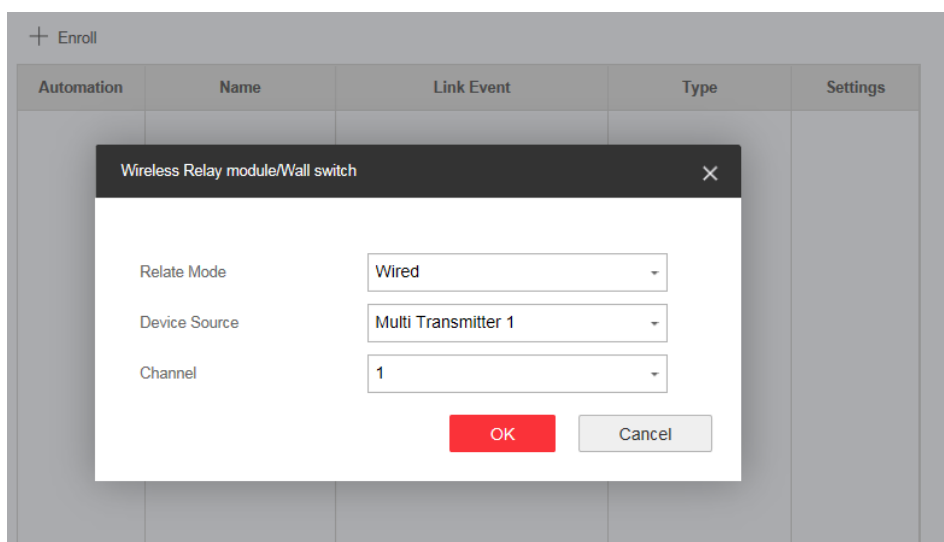 Enroll
Automation Name Link Event Type Settings
Wireless Relay module/Wall switch
Relate Mode Wired
Device Source Multi Transmitter 1
Channel 1
OK Cancel